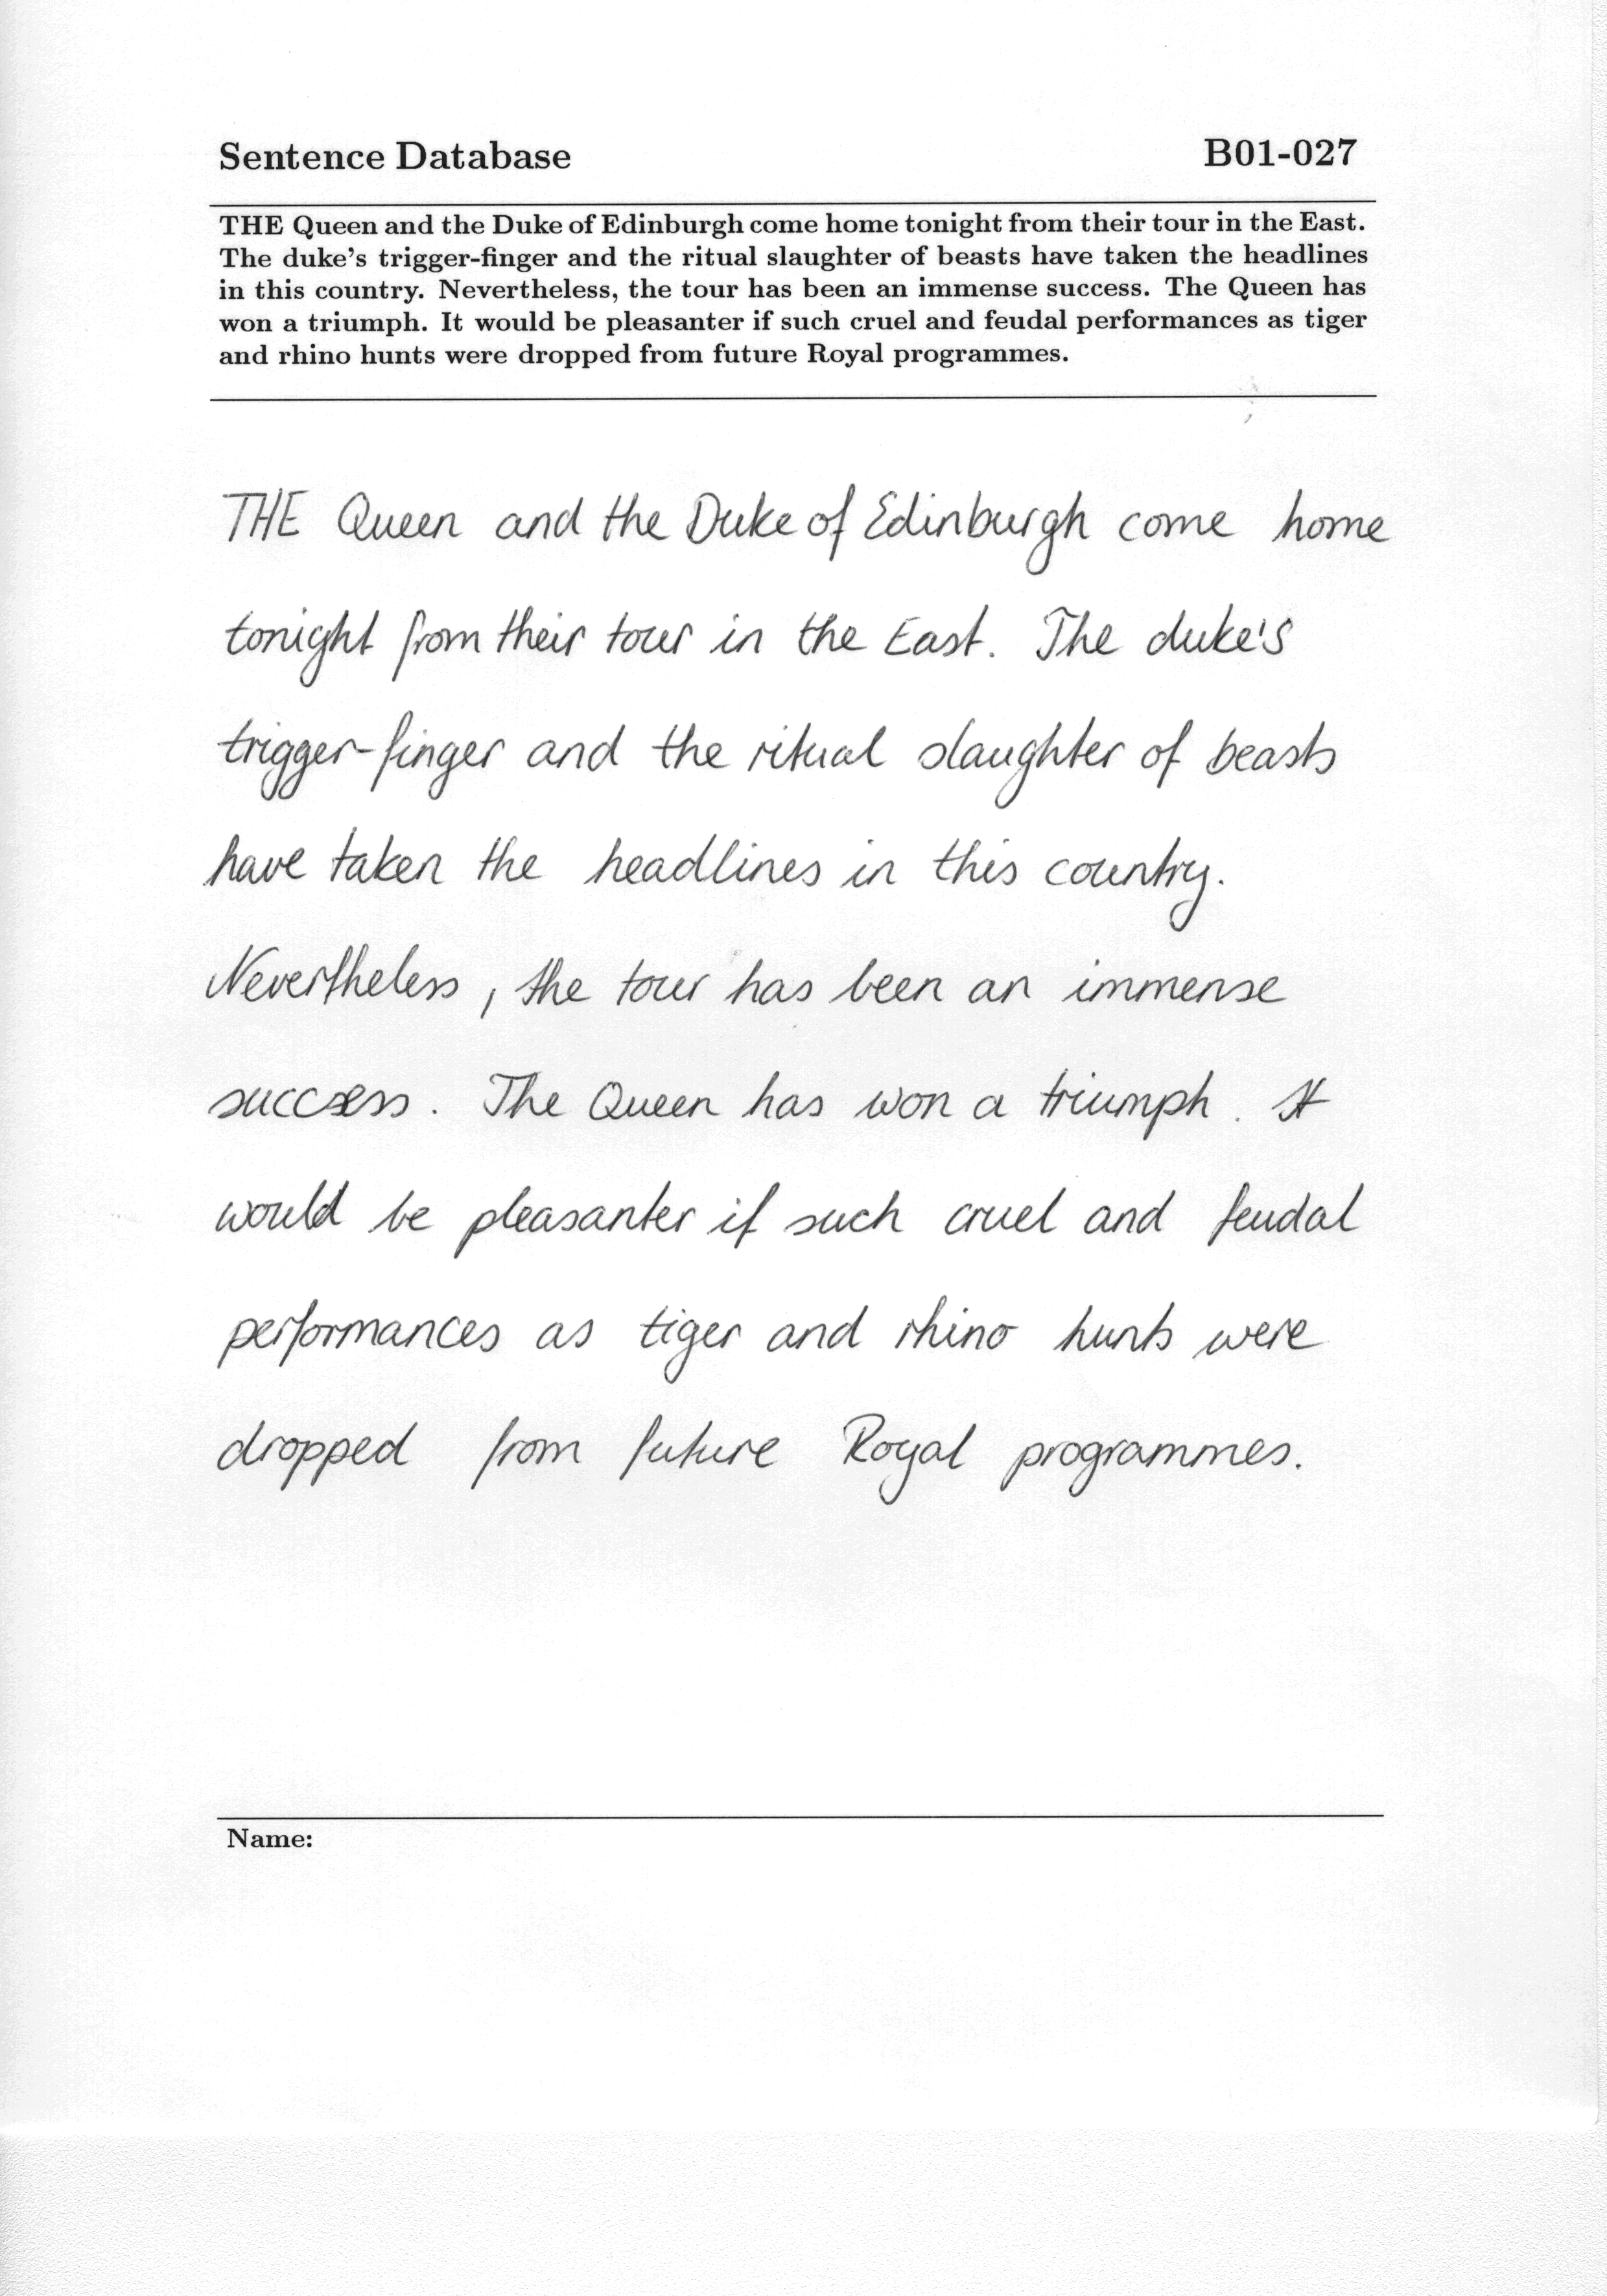 Sentence Database B01-027
THE Queen and the Duke of Edinburgh come home tonight from their tour in the East.
The duke's trigger-finger and the ritual slaughter of beasts have taken the headlines
in this country. Nevertheless, the tour has been an immense success. The Queen has
won a triumph. It would be pleasanter if such cruel and feudal performances as tiger
and rhino hunts were dropped from future Royal programmes.
THE Queen and the Duke of Edinburgh come home
tonight from their tour in the East. The duke's
trigger-finger and the ritual slaughter of beasts
have taken the headlines in this country.
Nevertheless, the tour has been an immense
success. The Queen has won a triumph. It
would be pleasanter if such cruel and feudal
performances as tiger and rhino hunts were
dropped from future Royal programmes.
Name: